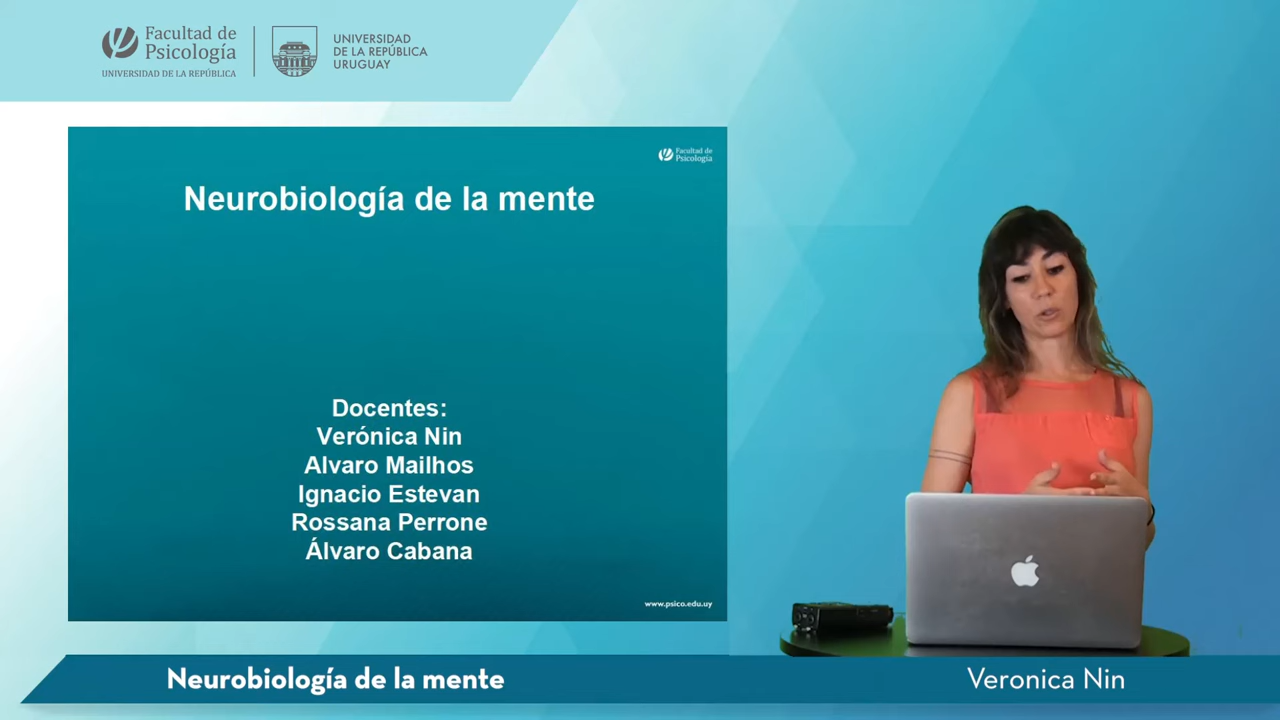 Facultad de
Psicología
UNIVERSIDAD DE LA REPÚBLICA
UNIVERSIDAD
DE LA REPÚBLICA
URUGUAY
Facultad de
Psicología
Neurobiología de la mente
Docentes:
Verónica Nin
Alvaro Mailhos
Ignacio Estevan
Rossana Perrone
Álvaro Cabana
www.psico.edu.uy
Neurobiología de la mente
Veronica Nin